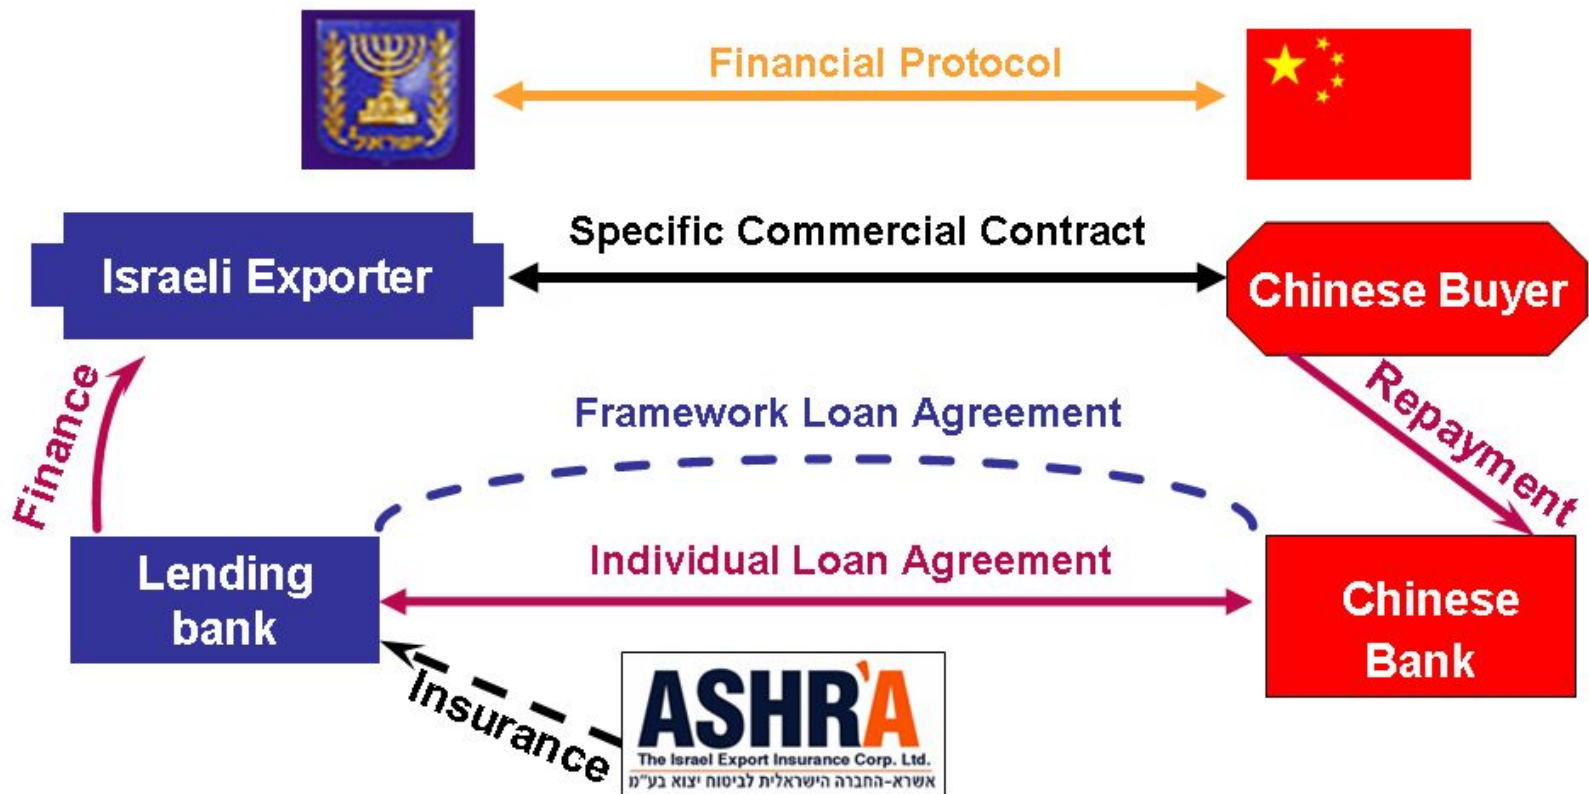 ישראל
Financial Protocol
Specific Commercial Contract
Israeli Exporter
Chinese Buyer
Finance
Framework Loan Agreement
Repayment
Individual Loan Agreement
Lending
bank
Chinese
Bank
Insurance
ASHR'A
The Israel Export Insurance Corp. Ltd.
אשרא-החברה הישראלית לביטוח יצוא בע"מ